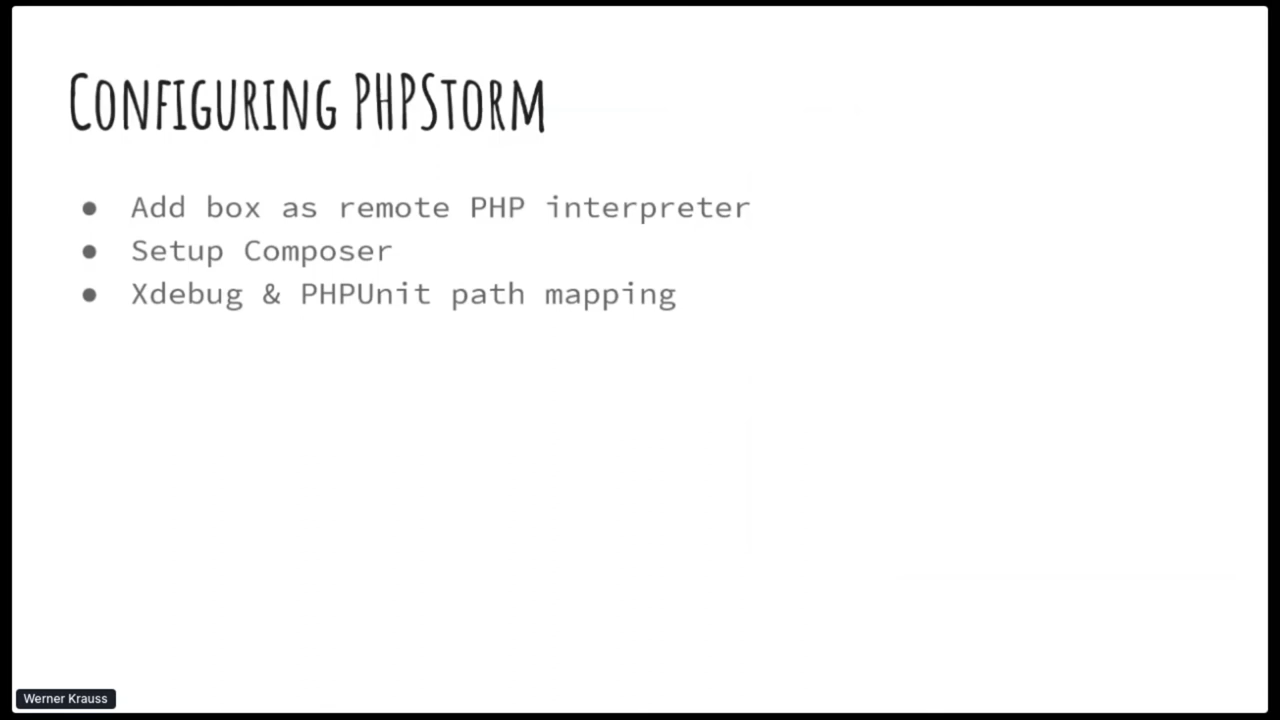 Configuring PHPStorm
● Add box as remote PHP interpreter
● Setup Composer
● Xdebug & PHPUnit path mapping
Werner Krauss